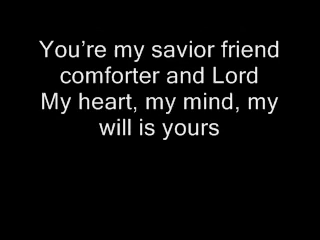 You’re my savior friend
comforter and Lord
My heart, my mind, my
will is yours